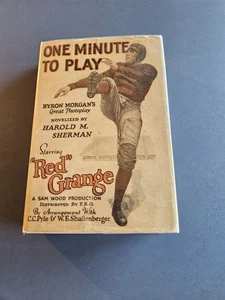 ONE MINUTE
TO PLAY
BYRON MORGAN'S
Great Photoplay
NOVELIZED BY
HAROLD M.
SHERMAN
Starring
"Red"
Grange
A SAM WOOD PRODUCTION
DISTRIBUTED BY F.B.O.
By Arrangement With
C.C. Pyle & W.E. Shallenberger